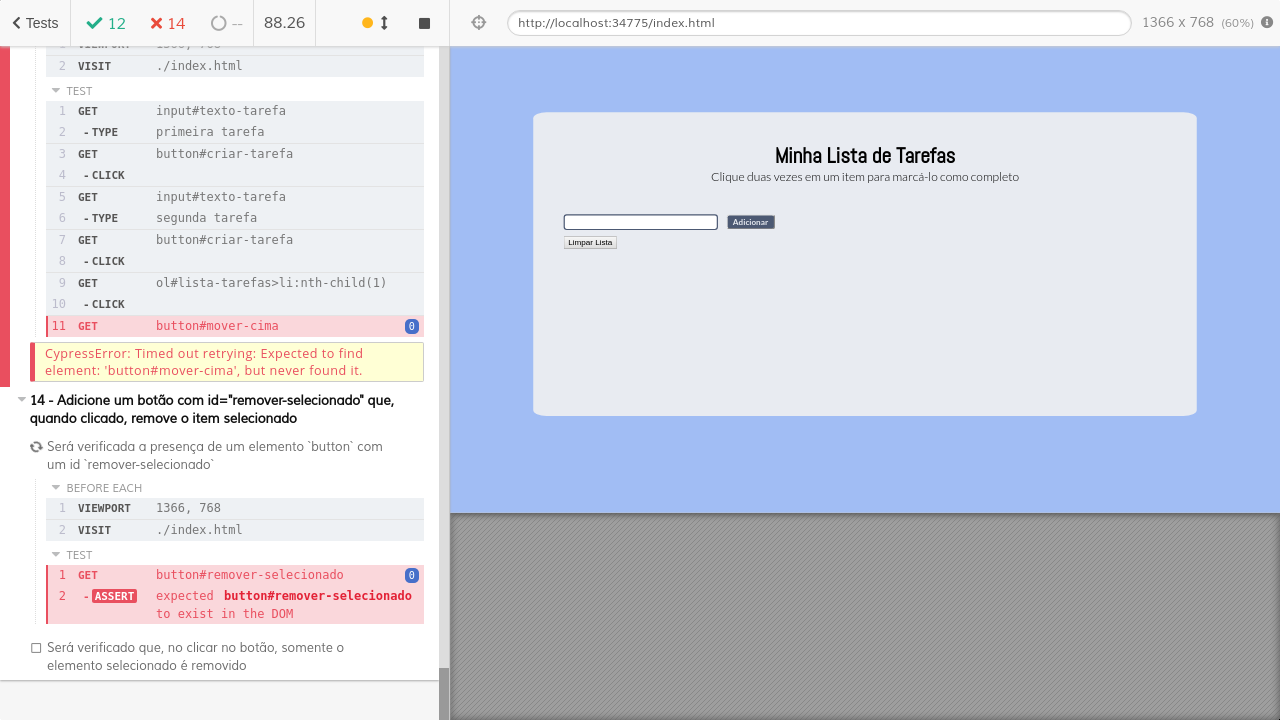 Tests
12
14
--
88.26
http://localhost:34775/index.html
1366 x 768 (60%)
1 VIEWPORT 1366, 768
2 VISIT ./index.html
TEST
1 GET input#texto-tarefa
2 - TYPE primeira tarefa
3 GET button#criar-tarefa
4 - CLICK
5 GET input#texto-tarefa
6 - TYPE segunda tarefa
7 GET button#criar-tarefa
8 - CLICK
9 GET ol#lista-tarefas>li:nth-child(1)
10 - CLICK
11 GET button#mover-cima 0
CypressError: Timed out retrying: Expected to find
element: 'button#mover-cima', but never found it.
14 - Adicione um botão com id="remover-selecionado" que,
quando clicado, remove o item selecionado
Será verificada a presença de um elemento `button` com
um id `remover-selecionado`
BEFORE EACH
1 VIEWPORT 1366, 768
2 VISIT ./index.html
TEST
1 GET button#remover-selecionado 0
2 - ASSERT expected button#remover-selecionado
to exist in the DOM
Será verificado que, no clicar no botão, somente o
elemento selecionado é removido
Minha Lista de Tarefas
Clique duas vezes em um item para marcá-lo como completo
Adicionar
Limpar Lista